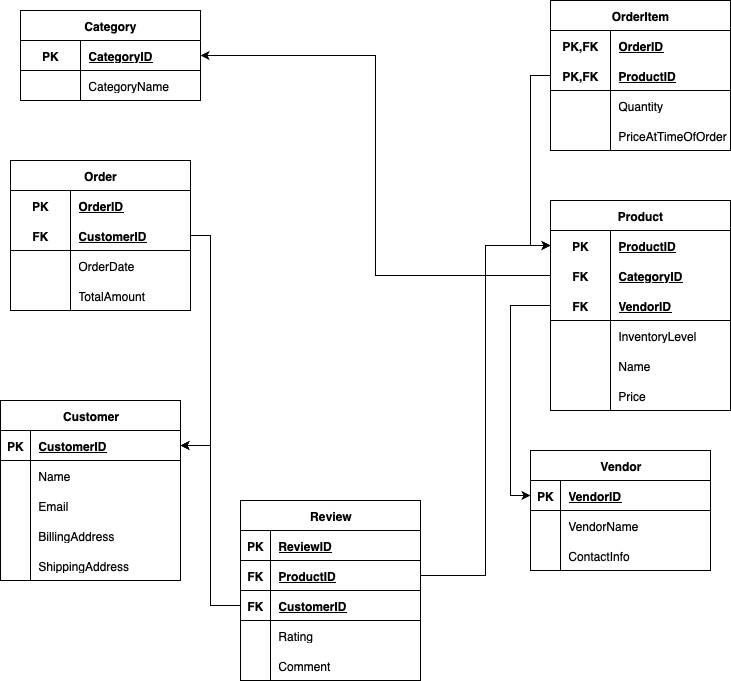 Category
PK CategoryID
CategoryName
OrderItem
PK,FK OrderID
PK,FK ProductID
Quantity
PriceAtTimeOfOrder
Order
PK OrderID
FK CustomerID
OrderDate
TotalAmount
Product
PK ProductID
FK CategoryID
FK VendorID
InventoryLevel
Name
Price
Customer
PK CustomerID
Name
Email
BillingAddress
ShippingAddress
Vendor
PK VendorID
VendorName
ContactInfo
Review
PK ReviewID
FK ProductID
FK CustomerID
Rating
Comment